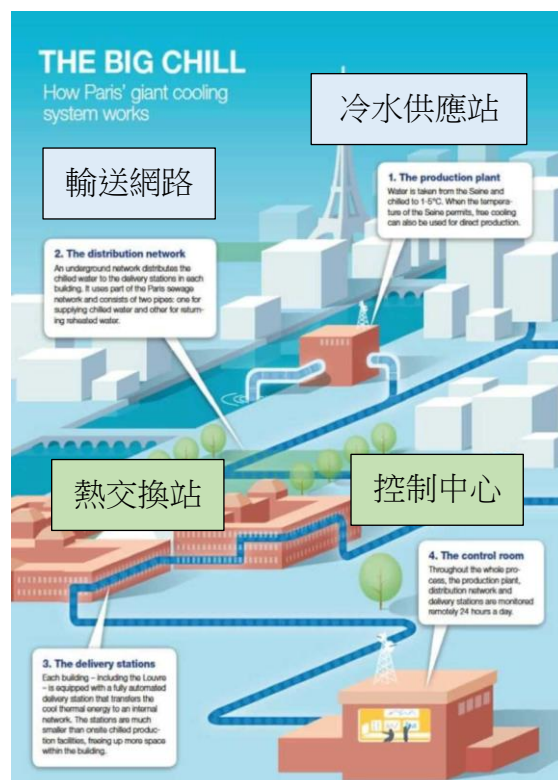 THE BIG CHILL
How Paris' giant cooling
system works
冷水供應站
輸送網路
1. The production plant
Water is taken from the Seine and
chilled to 1-5°C. When the tempera-
ture of the Seine permits, free cooling
can also be used for direct production.
2. The distribution network
An underground network distributes the
chilled water to the delivery stations in each
building. It uses part of the Paris sewage
network and consists of two pipes: one for
supplying chilled water and other for return-
ing reheated water.
熱交換站
控制中心
4. The control room
Throughout the whole pro-
cess, the production plant,
distribution network and
delivery stations are monitored
remotely 24 hours a day.
3. The delivery stations
Each building – including the Louvre
– is equipped with a fully automated
delivery station that transfers the
cool thermal energy to an internal
network. The stations are much
smaller than onsite chilled produc-
tion facilities, freeing up more space
within the building.